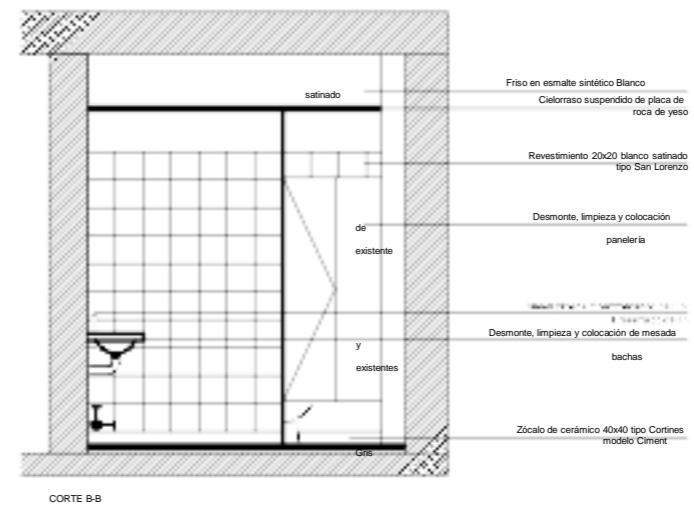 Friso en esmalte sintético Blanco
satinado
Cielorraso suspendido de placa de
roca de yeso
Revestimiento 20x20 blanco satinado
tipo San Lorenzo
Desmonte, limpieza y colocación
de
panelería
existente
Desmonte, limpieza y colocación de mesada
y
bachas
existentes
Zócalo de cerámico 40x40 tipo Cortines
modelo Ciment
Gris
CORTE B-B